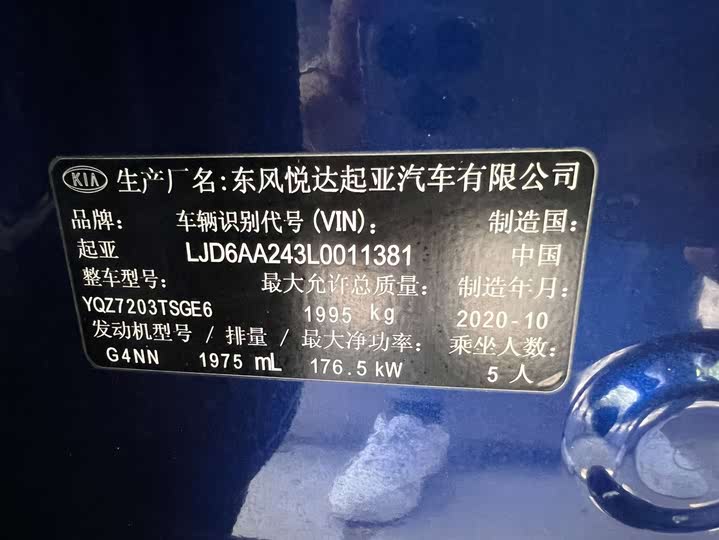 KIA 生产厂名:东风悦达起亚汽车有限公司
品牌: 车辆识别代号(VIN): 制造国:
起亚 LJD6AA243L0011381 中国
整车型号: 最大允许总质量: 制造年月:
YQZ7203TSGE6 1995 kg 2020-10
发动机型号/排量/最大净功率: 乘坐人数:
G4NN 1975 mL 176.5 kW 5 人